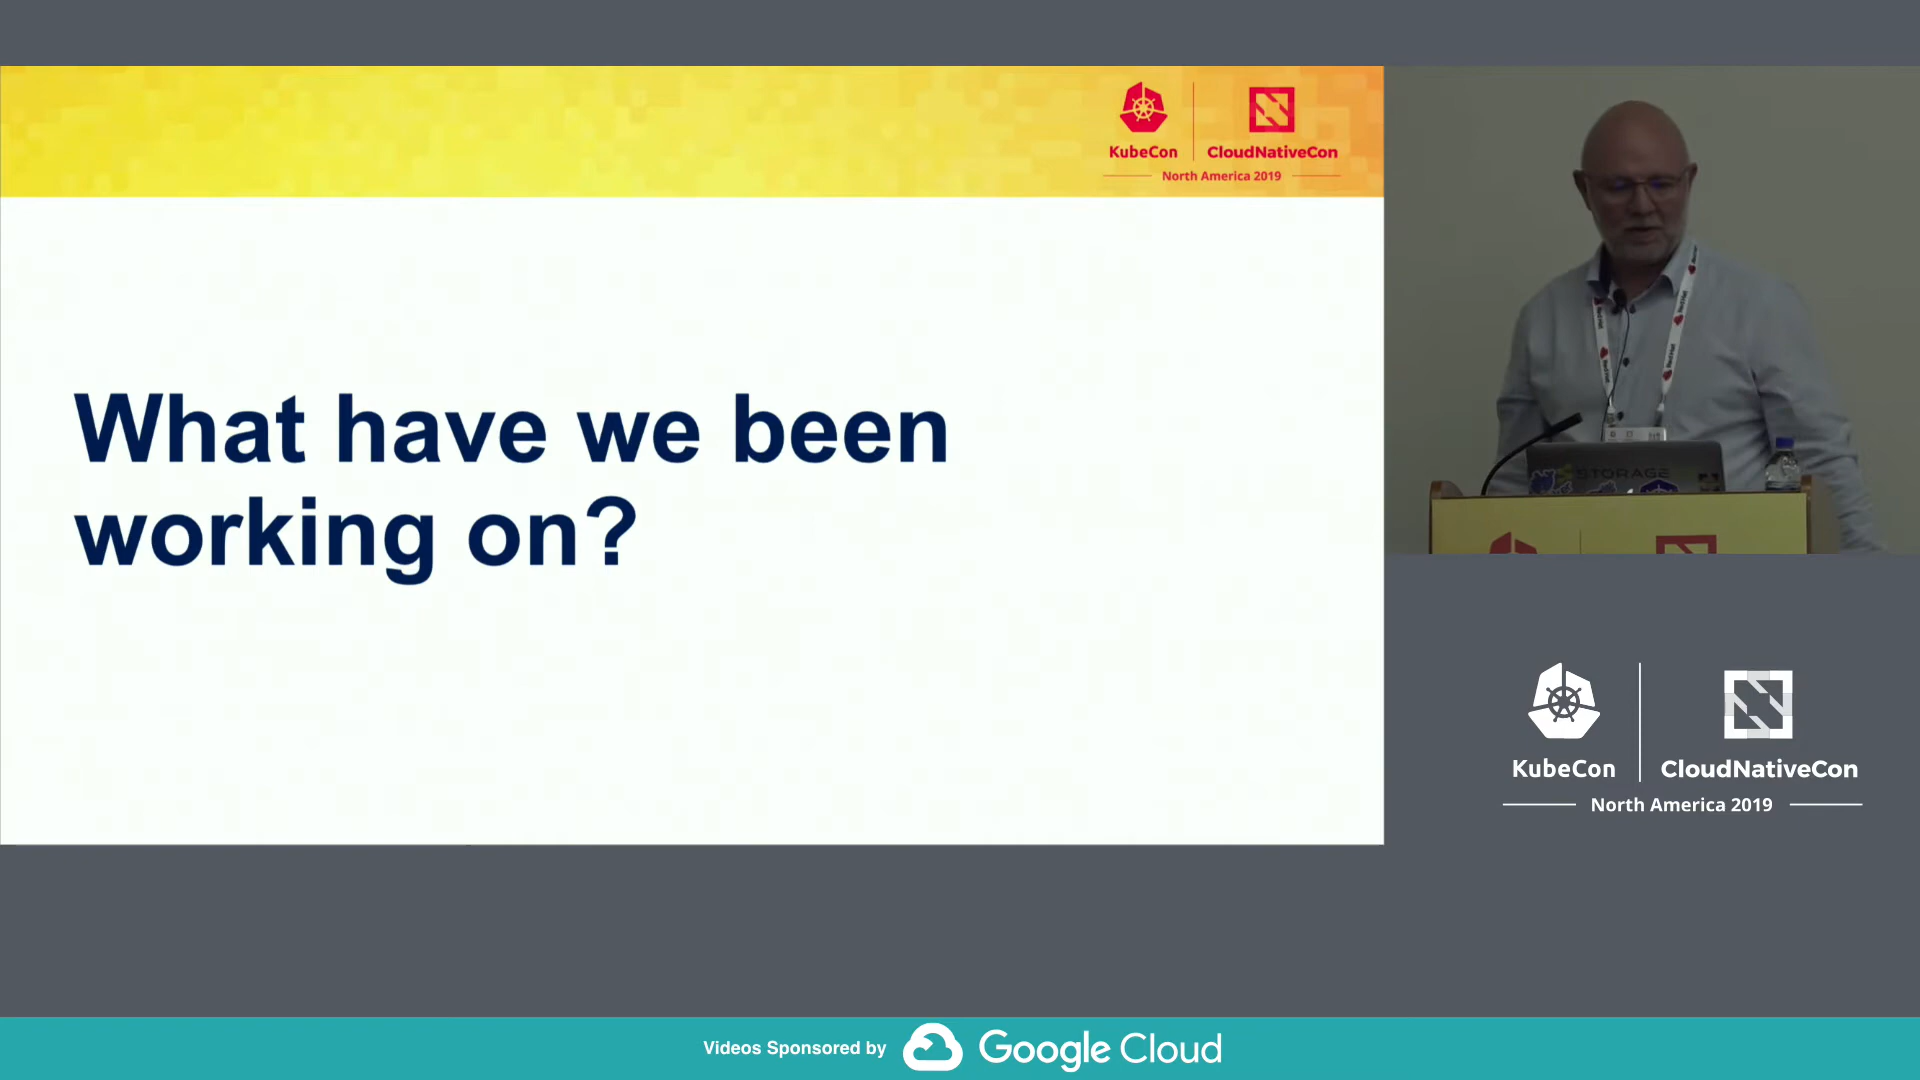 KubeCon
CloudNativeCon
North America 2019
What have we been
working on?
STORAGE
KubeCon
CloudNativeCon
North America 2019
Videos Sponsored by
Google Cloud